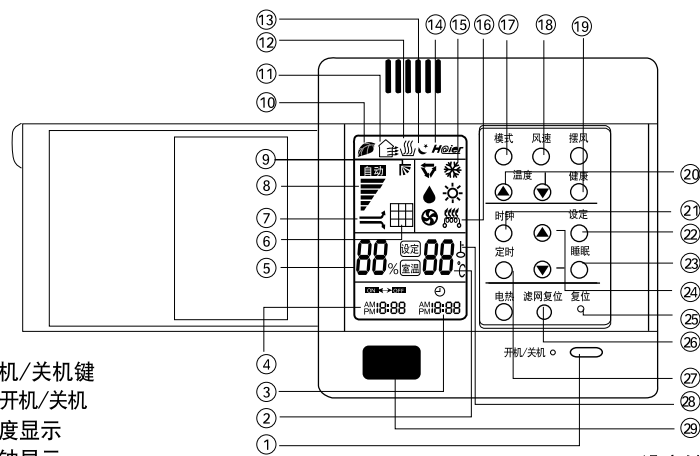 ⑬
⑫
⑪
⑩
⑨
⑧
⑦
⑥
⑤
④
③
②
①
⑭ ⑮ ⑯ ⑰ ⑱ ⑲
Haier
自动
88% 设定 室温 88℃
ON OFF
AM PM 18:88 AM PM 18:88
模式 风速 摆风
温度 健康
时钟 设定
定时 睡眠
电热 滤网复位 复位
开机/关机
⑳
㉑
㉒
㉓
㉔
㉕
㉖
㉗
㉘
㉙
机/关机键
开机/关机
度显示